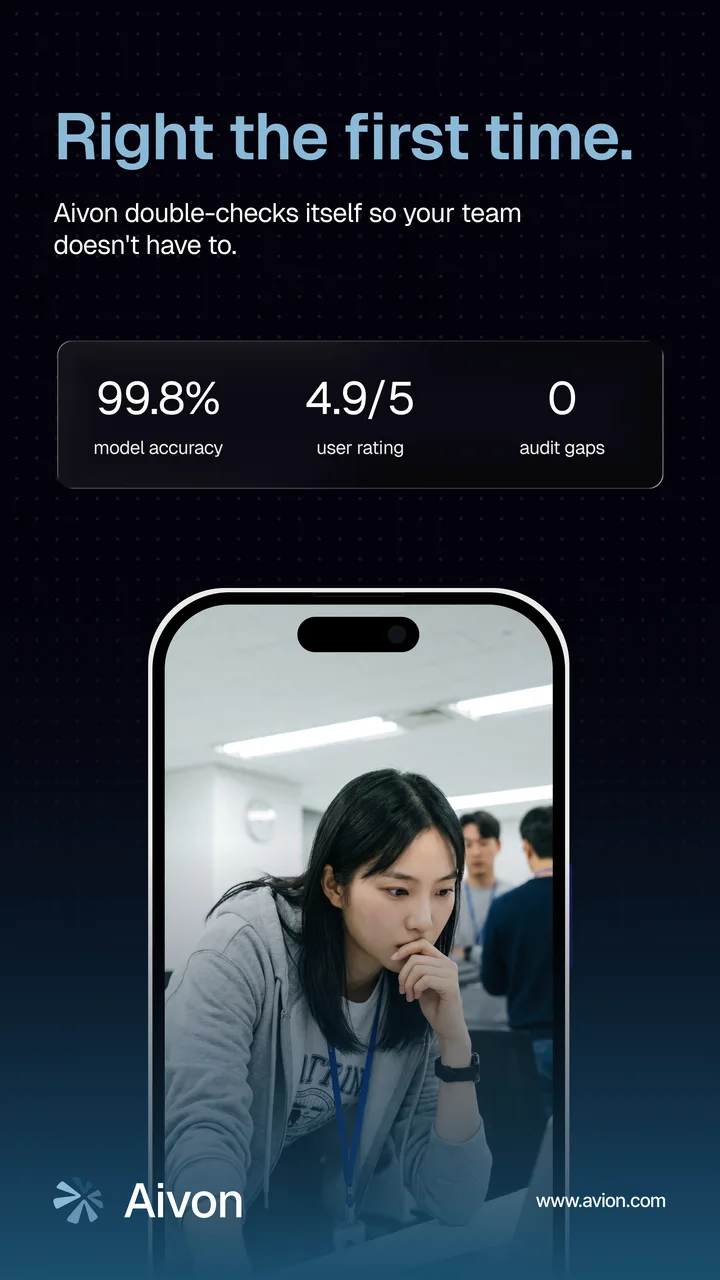 Right the first time.
Aivon double-checks itself so your team
doesn't have to.
99.8% 4.9/5 0
model accuracy user rating audit gaps
Aivon www.avion.com